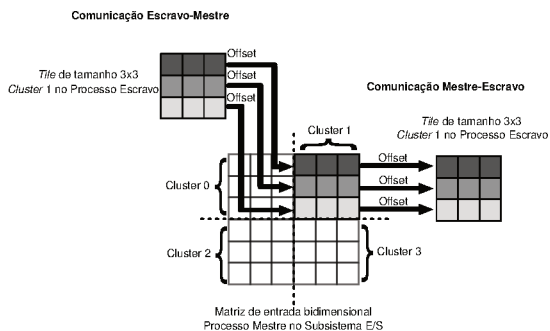 Comunicação Escravo-Mestre
Offset
Tile de tamanho 3x3
Cluster 1 no Processo Escravo
Offset
Offset
Comunicação Mestre-Escravo
Tile de tamanho 3x3
Cluster 1 no Processo Escravo
Cluster 1
Offset
Offset
Offset
Cluster 0
Cluster 2
Cluster 3
Matriz de entrada bidimensional
Processo Mestre no Subsistema E/S